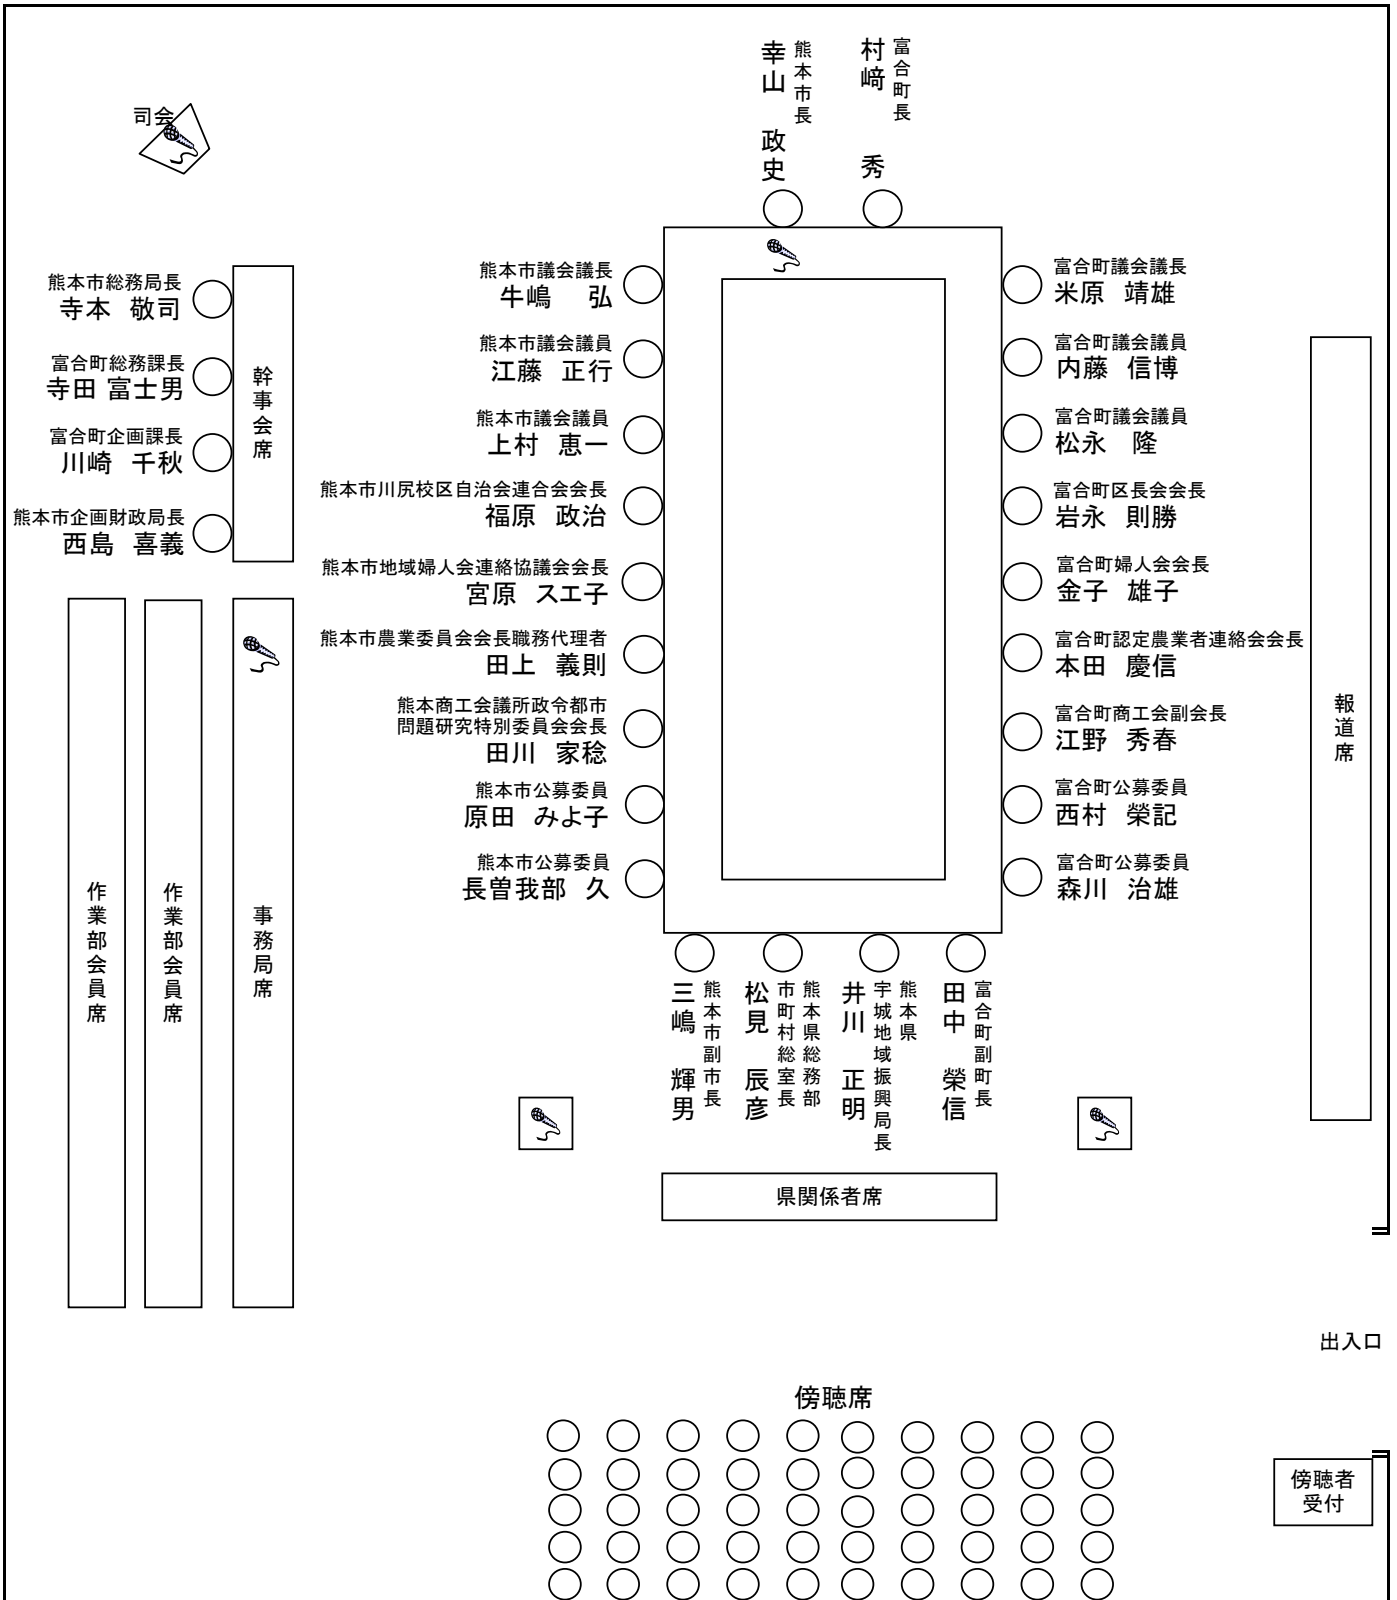 熊本市長
幸山 政史
富合町長
村﨑 秀
司会
熊本市総務局長
寺本 敬司
富合町総務課長
寺田 富士男
富合町企画課長
川崎 千秋
熊本市企画財政局長
西島 喜義
幹事会席
熊本市議会議長
牛嶋 弘
熊本市議会議員
江藤 正行
熊本市議会議員
上村 恵一
熊本市川尻校区自治会連合会会長
福原 政治
熊本市地域婦人会連絡協議会会長
宮原 スエ子
熊本市農業委員会会長職務代理者
田上 義則
熊本商工会議所政令都市
問題研究特別委員会会長
田川 家稔
熊本市公募委員
原田 みよ子
熊本市公募委員
長曽我部 久
富合町議会議長
米原 靖雄
富合町議会議員
内藤 信博
富合町議会議員
松永 隆
富合町区長会会長
岩永 則勝
富合町婦人会会長
金子 雄子
富合町認定農業者連絡会会長
本田 慶信
富合町商工会副会長
江野 秀春
富合町公募委員
西村 榮記
富合町公募委員
森川 治雄
報道席
作業部会員席
作業部会員席
事務局席
熊本市副市長
三嶋 輝男
熊本県総務部
市町村総室長
松見 辰彦
熊本県
宇城地域振興局長
井川 正明
富合町副町長
田中 榮信
県関係者席
出入口
傍聴席
傍聴者
受付